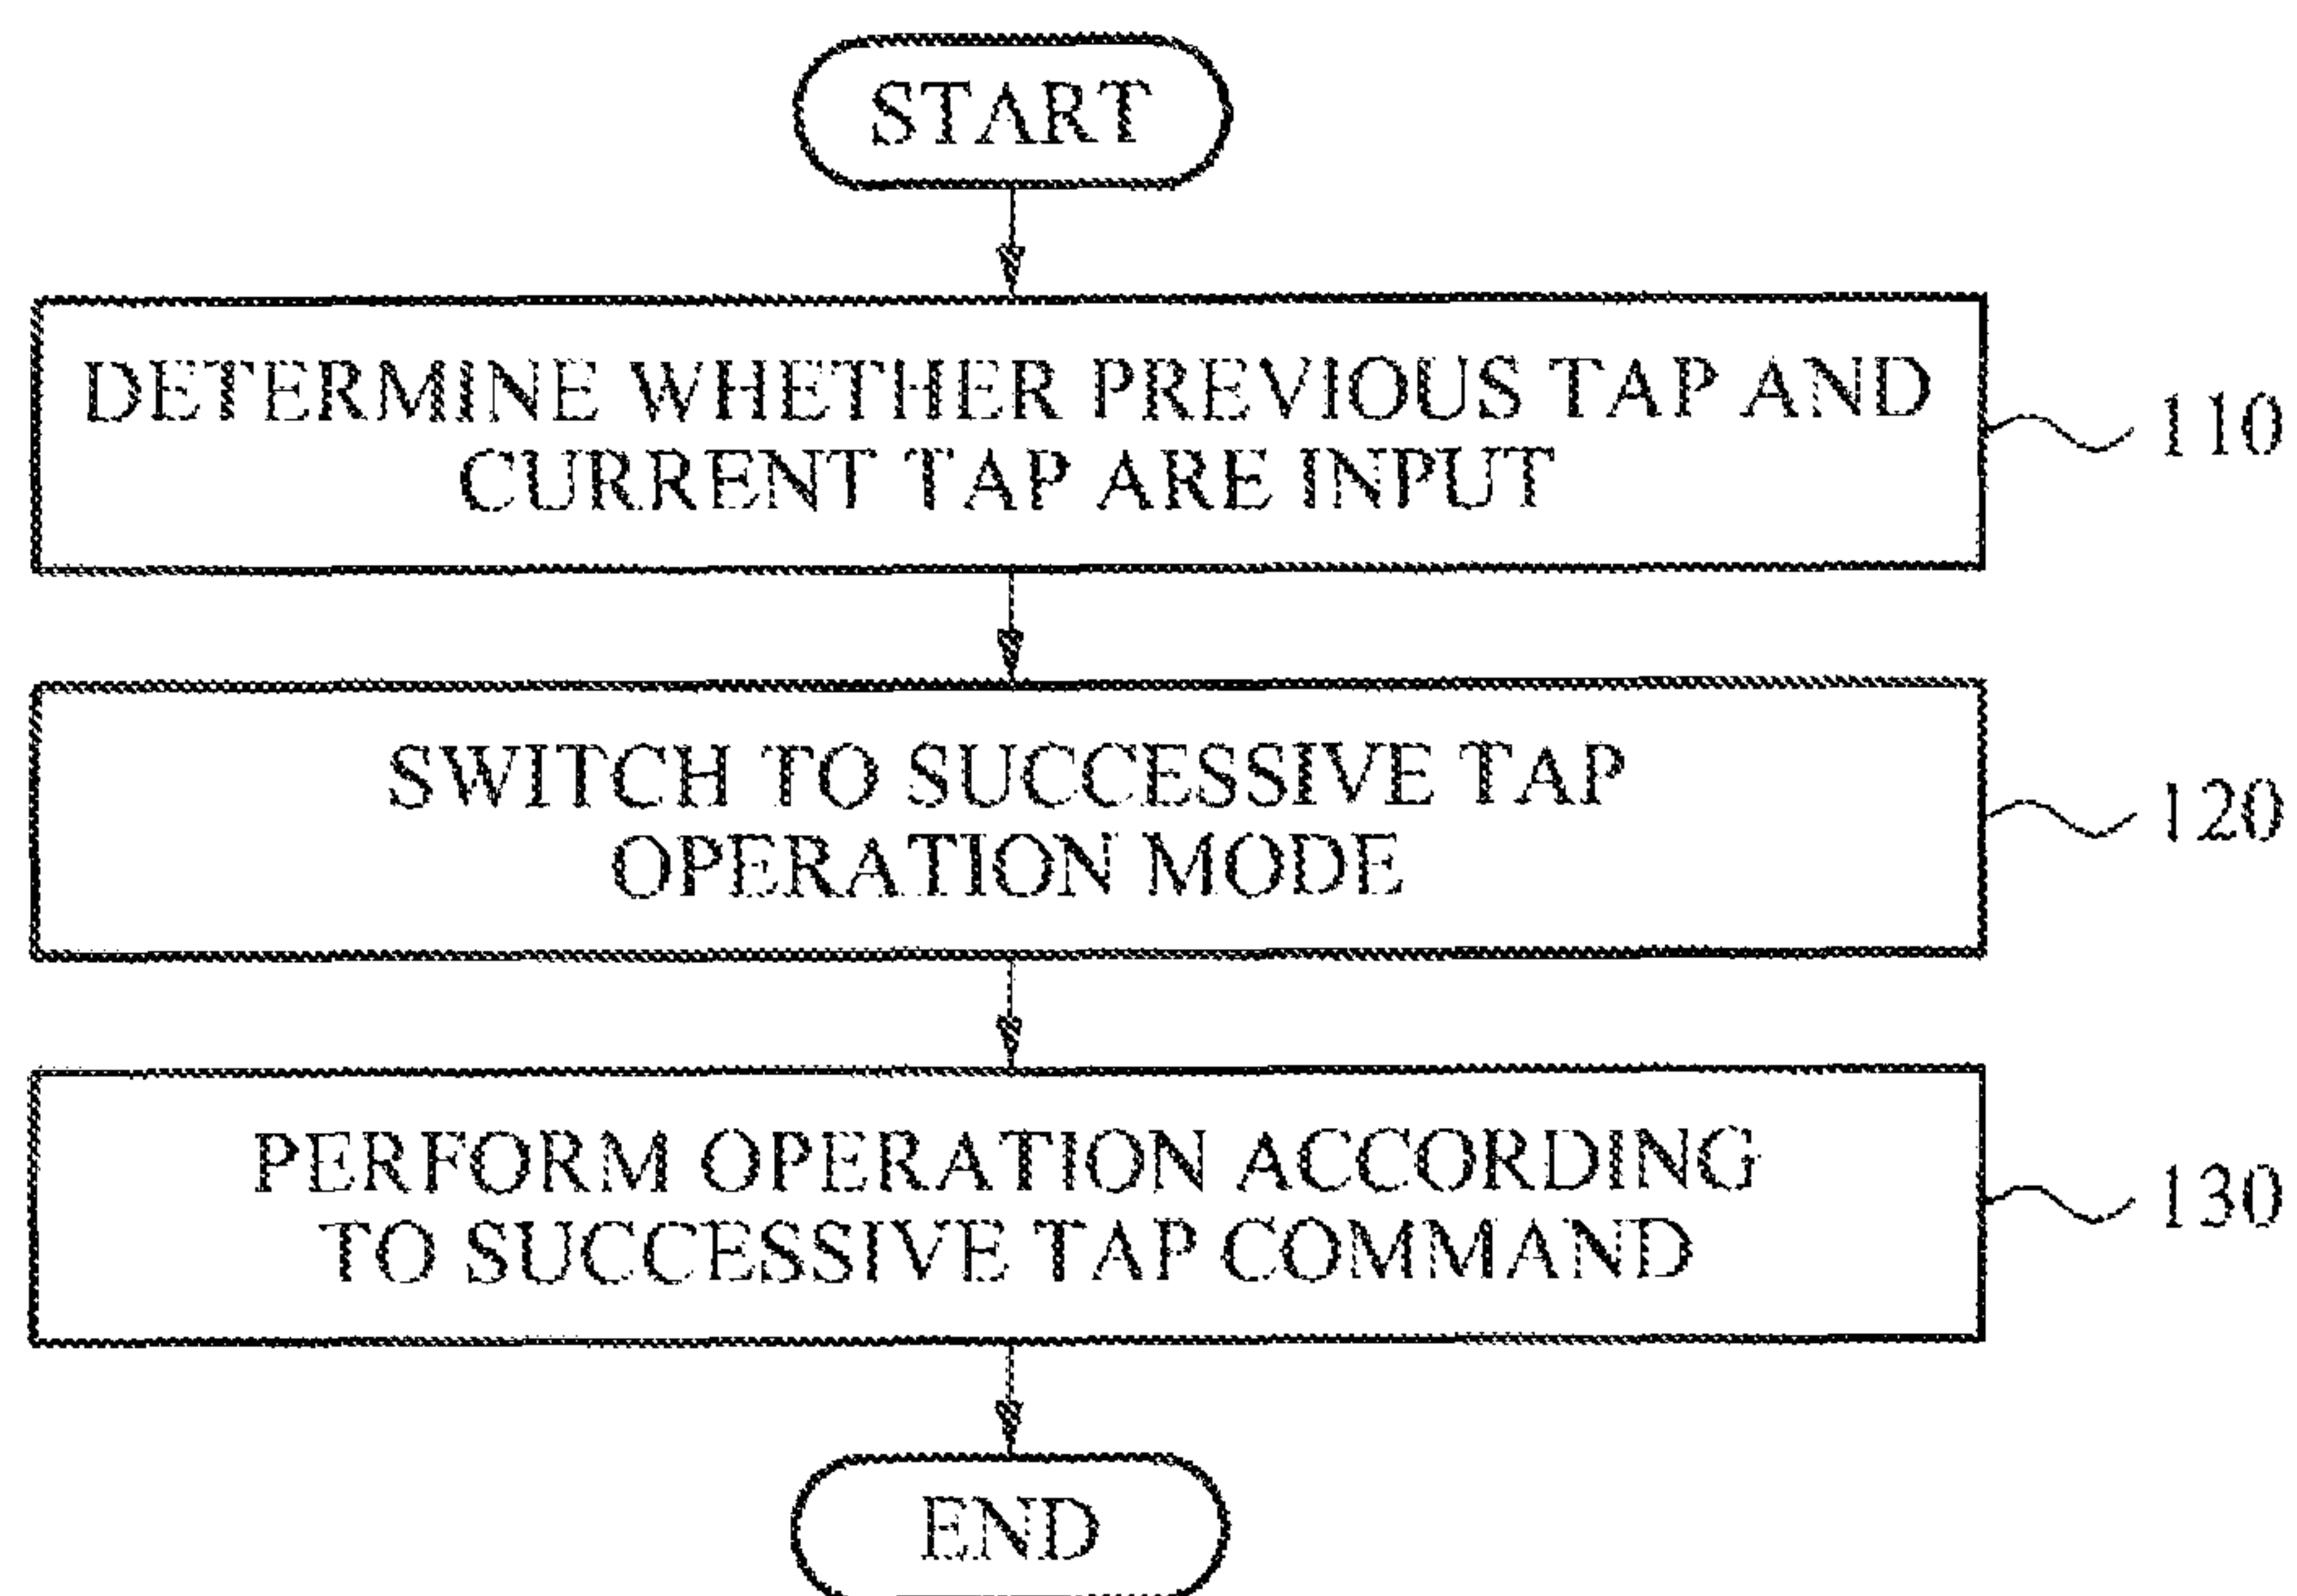 START
DETERMINE WHETHER PREVIOUS TAP AND
CURRENT TAP ARE INPUT
110
SWITCH TO SUCCESSIVE TAP
OPERATION MODE
120
PERFORM OPERATION ACCORDING
TO SUCCESSIVE TAP COMMAND
130
END